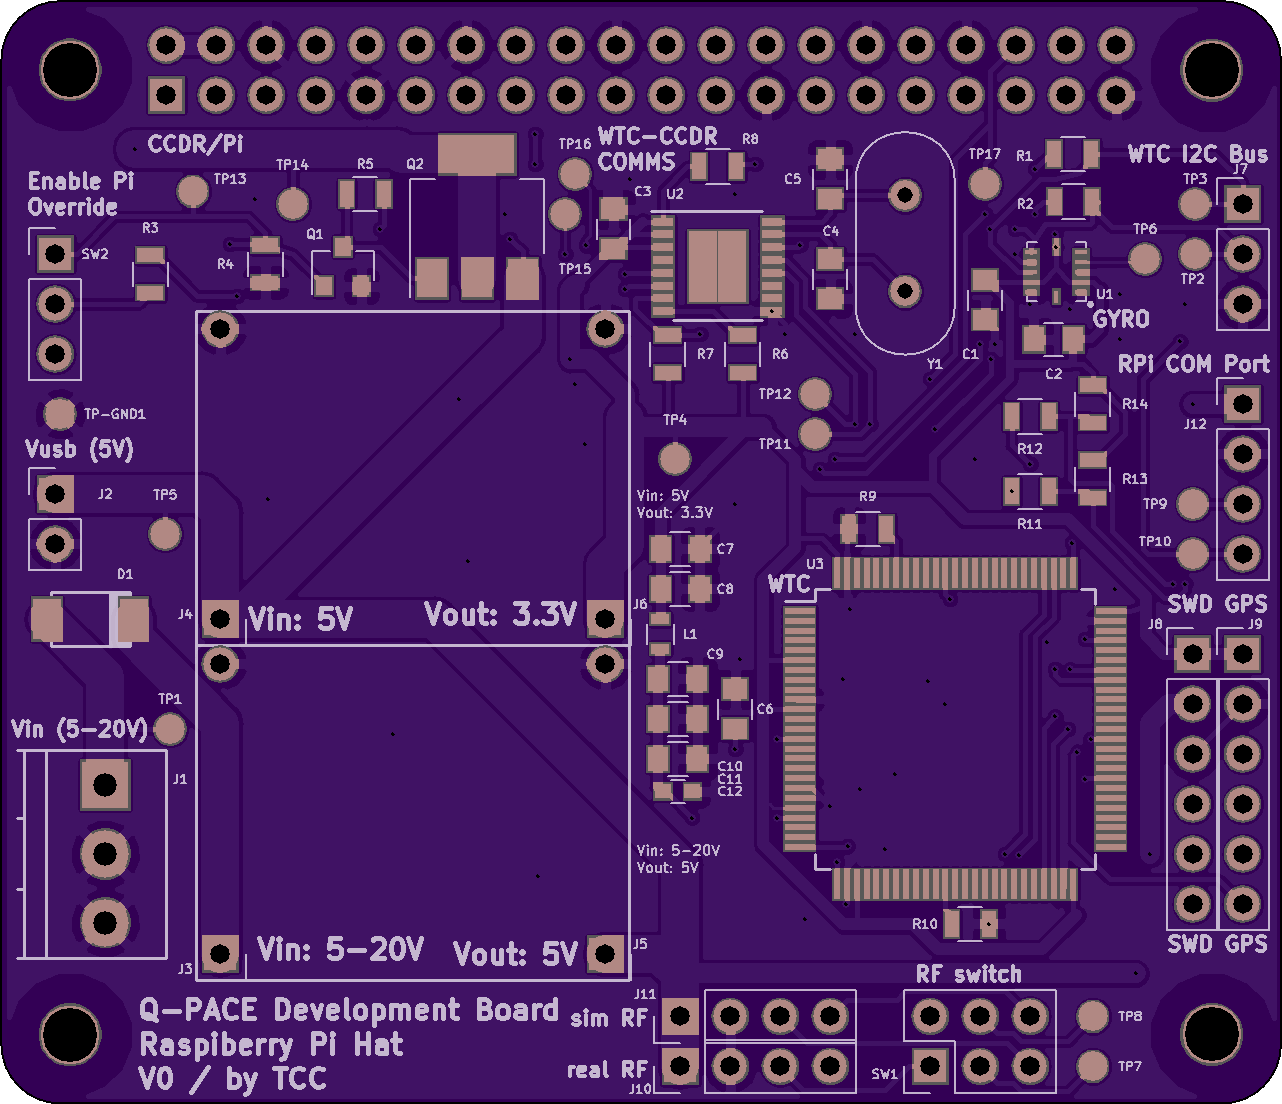 CCDR/Pi
WTC-CCDR
COMMS
TP16
R8
TP17
R1
WTC I2C Bus
J7
Enable Pi
Override
TP13
TP14
R5
Q2
C3
U2
C5
R2
TP3
R3
SW2
R4
Q1
TP15
C4
TP6
TP2
U1
GYRO
R7
R6
Y1
C1
C2
RPi COM Port
TP-GND1
TP4
TP12
TP11
R14
R12
J12
Vusb (5V)
J2
TP5
Vin: 5V
Vout: 3.3V
R9
R11
R13
TP9
TP10
C7
U3
D1
C8
WTC
J4
Vin: 5V
Vout: 3.3V
J6
L1
SWD GPS
J8
J9
C9
TP1
C6
Vin (5-20V)
J1
C10
C11
C12
Vin: 5-20V
Vout: 5V
R10
J3
Vin: 5-20V
Vout: 5V
J5
SWD GPS
RF switch
Q-PACE Development Board
Raspiberry Pi Hat
V0 / by TCC
J11
sim RF
real RF
J10
SW1
TP8
TP7